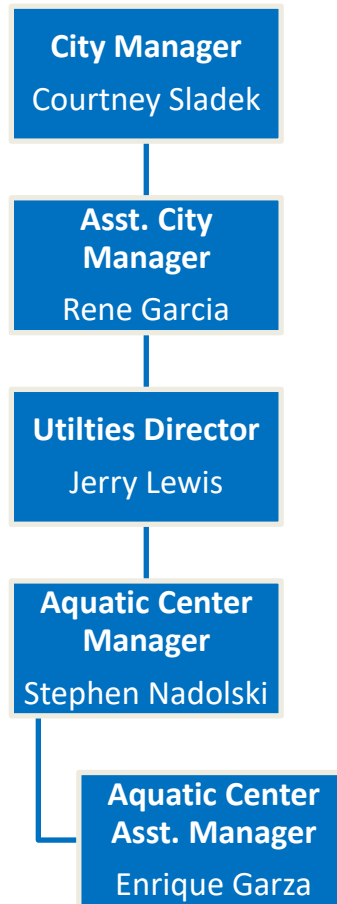 City Manager
Courtney Sladek
Asst. City
Manager
Rene Garcia
Utilties Director
Jerry Lewis
Aquatic Center
Manager
Stephen Nadolski
Aquatic Center
Asst. Manager
Enrique Garza